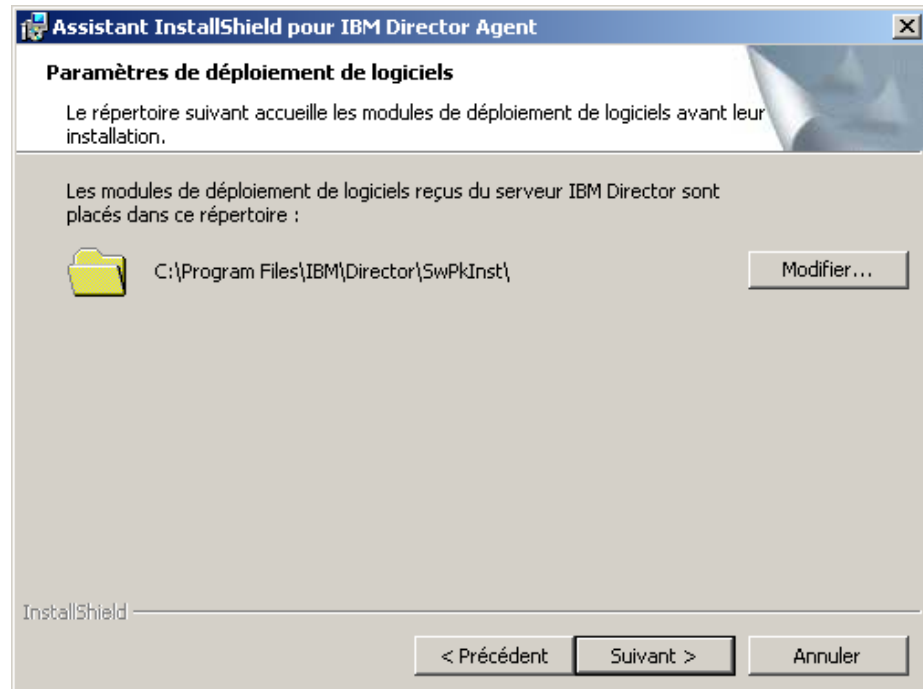 Assistant InstallShield pour IBM Director Agent
Paramètres de déploiement de logiciels
Le répertoire suivant accueille les modules de déploiement de logiciels avant leur
installation.
Les modules de déploiement de logiciels reçus du serveur IBM Director sont
placés dans ce répertoire :
C:\Program Files\IBM\Director\SwPkInst\
Modifier...
InstallShield
< Précédent
Suivant >
Annuler